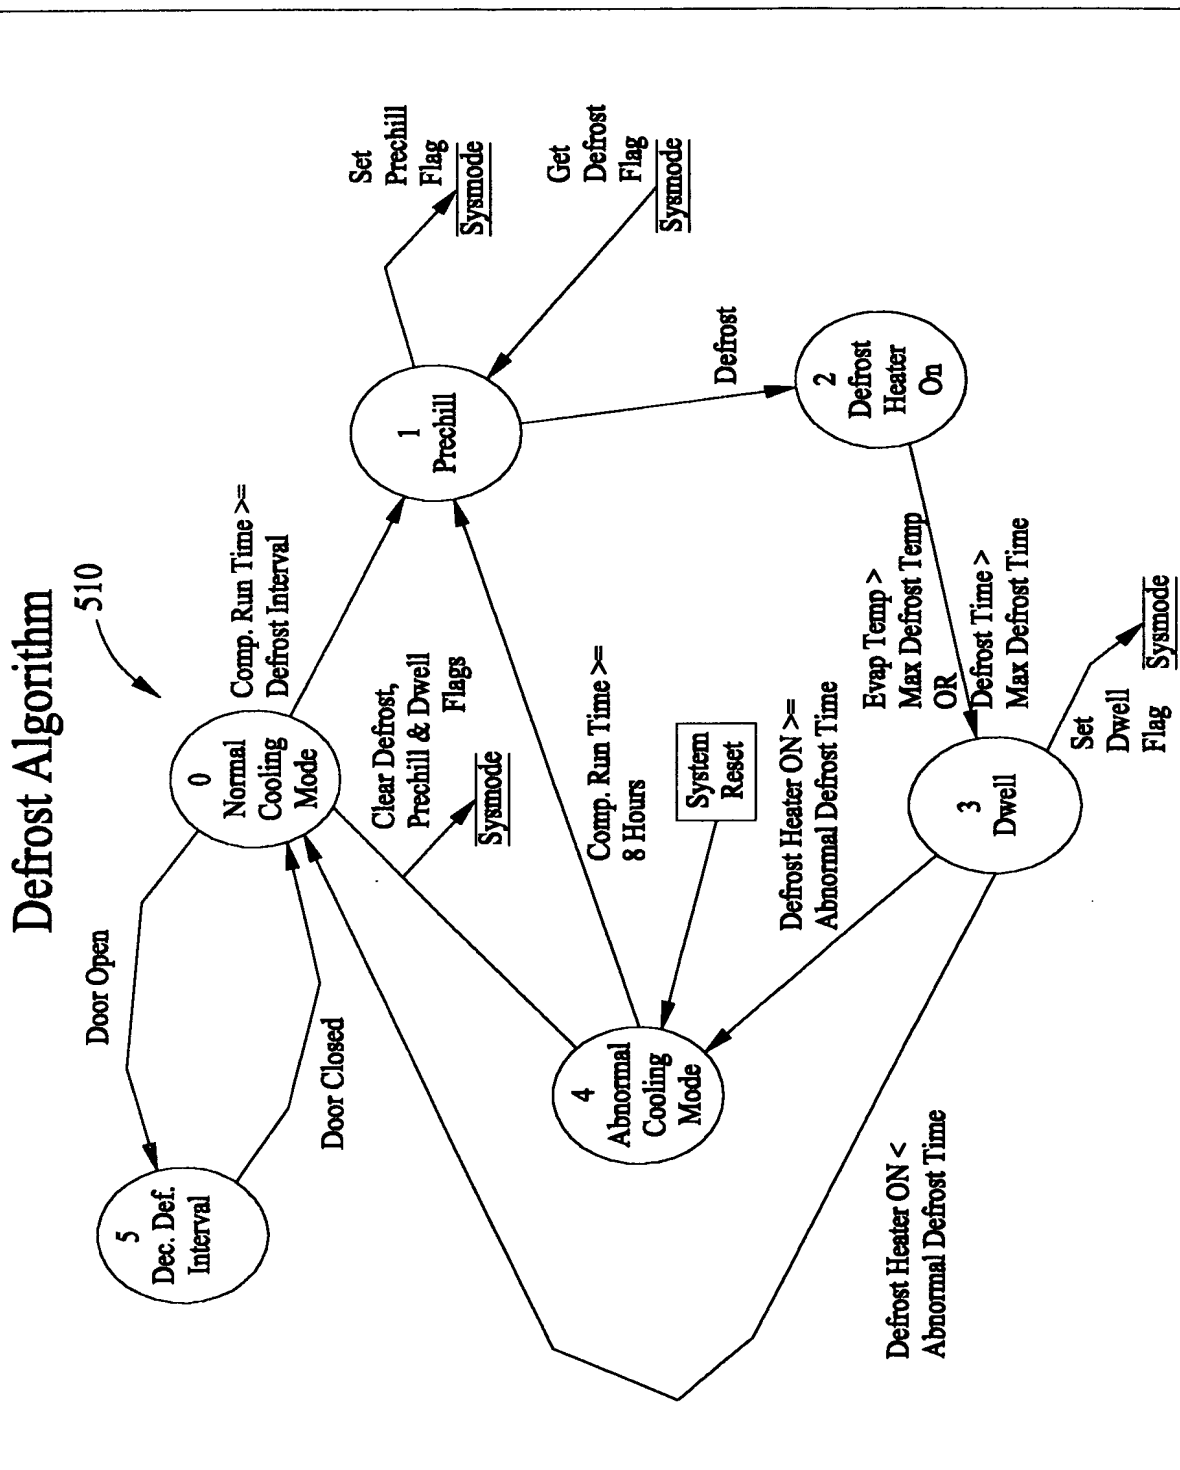 Defrost Algorithm
510
Door Open
5
Dec. Def.
Interval
Door Closed
0
Normal
Cooling
Mode
Comp. Run Time >=
Defrost Interval
Set
Prechill
Flag
Sysmode
Clear Defrost,
Prechill & Dwell
Flags
Sysmode
1
Prechill
Get
Defrost
Flag
Sysmode
4
Abnormal
Cooling
Mode
Comp. Run Time >=
8 Hours
System
Reset
Defrost
2
Defrost
Heater
On
Defrost Heater ON >=
Abnormal Defrost Time
Evap Temp >
Max Defrost Temp
OR
Defrost Time >
Max Defrost Time
Defrost Heater ON <
Abnormal Defrost Time
3
Dwell
Set
Dwell
Flag
Sysmode